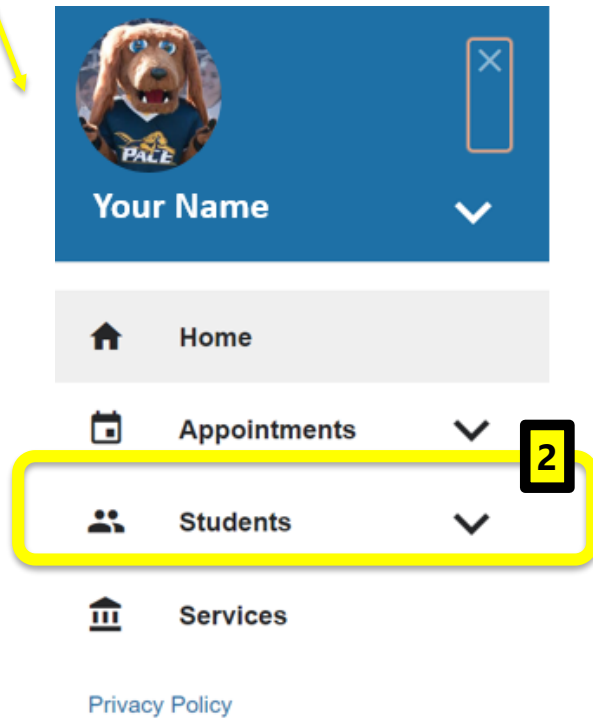 PACE
Your Name
Home
Appointments
2
Students
Services
Privacy Policy